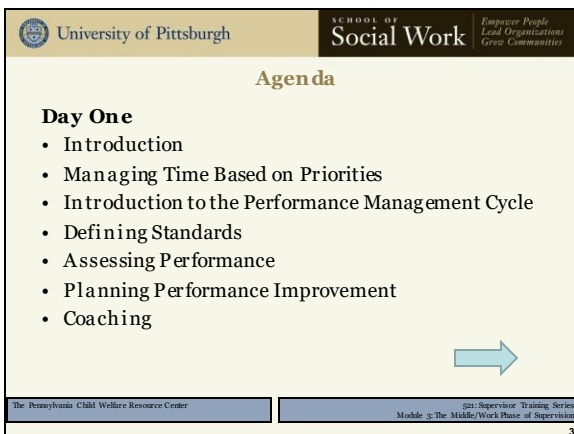 University of Pittsburgh
SCHOOL OF
Social Work
Empower People
Lead Organizations
Grow Communities
Agenda
Day One
• Introduction
• Managing Time Based on Priorities
• Introduction to the Performance Management Cycle
• Defining Standards
• Assessing Performance
• Planning Performance Improvement
• Coaching
The Pennsylvania Child Welfare Resource Center
521: Supervisor Training Series
Module 3: The Middle/Work Phase of Supervision
3